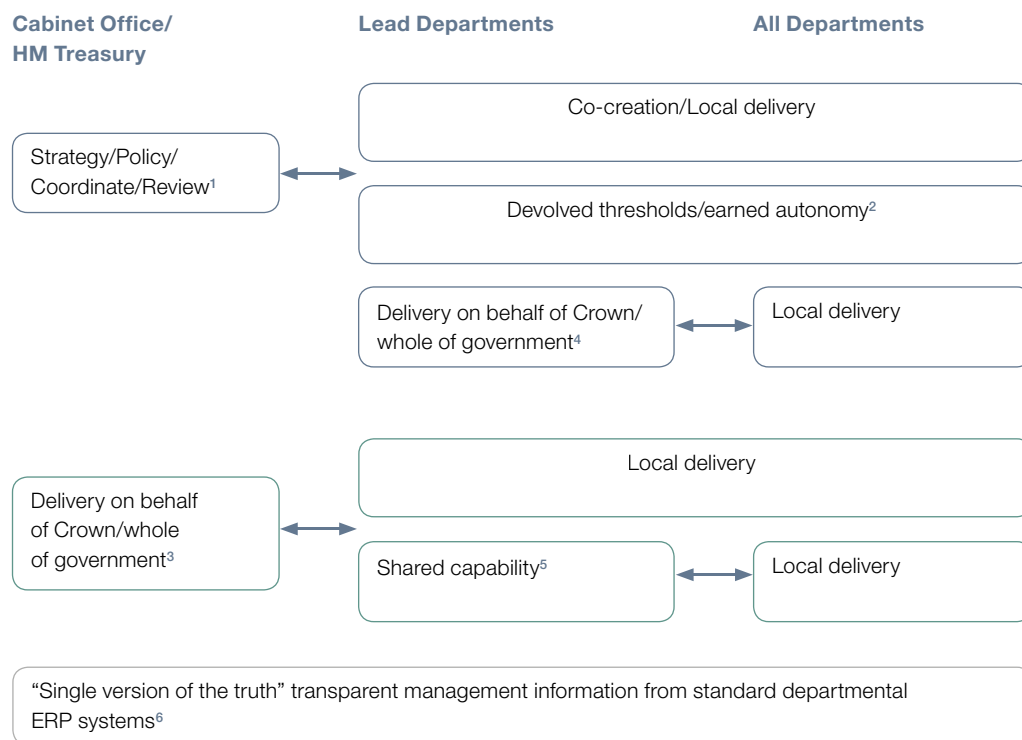 Cabinet Office/
HM Treasury
Lead Departments
All Departments
Co-creation/Local delivery
Strategy/Policy/
Coordinate/Review¹
Devolved thresholds/earned autonomy²
Delivery on behalf of Crown/
whole of government⁴
Local delivery
Local delivery
Delivery on behalf
of Crown/whole
of government³
Shared capability⁵
Local delivery
“Single version of the truth” transparent management information from standard departmental
ERP systems⁶